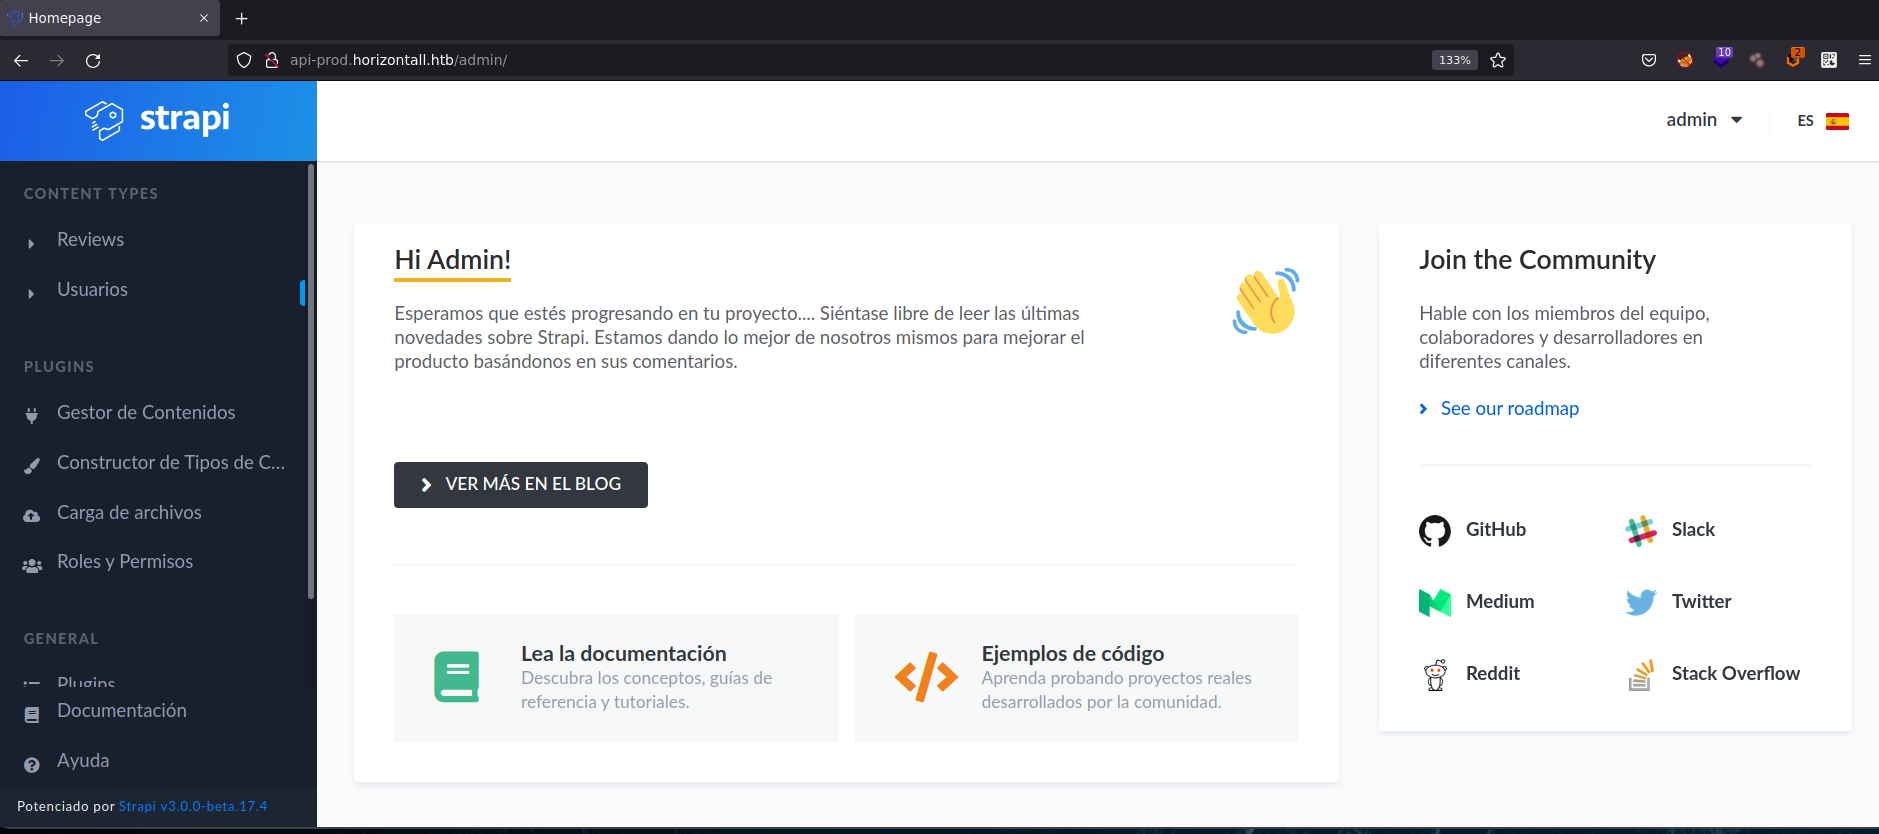 Homepage
api-prod.horizontall.htb/admin/
133%
10
2
strapi
admin
ES
CONTENT TYPES
Reviews
Usuarios
PLUGINS
Gestor de Contenidos
Constructor de Tipos de C...
Carga de archivos
Roles y Permisos
GENERAL
Plugins
Documentación
Ayuda
Potenciado por Strapi v3.0.0-beta.17.4
Hi Admin!
Esperamos que estés progresando en tu proyecto.... Siéntase libre de leer las últimas
novedades sobre Strapi. Estamos dando lo mejor de nosotros mismos para mejorar el
producto basándonos en sus comentarios.
VER MÁS EN EL BLOG
Lea la documentación
Descubra los conceptos, guías de
referencia y tutoriales.
Ejemplos de código
Aprenda probando proyectos reales
desarrollados por la comunidad.
Join the Community
Hable con los miembros del equipo,
colaboradores y desarrolladores en
diferentes canales.
See our roadmap
GitHub
Slack
Medium
Twitter
Reddit
Stack Overflow